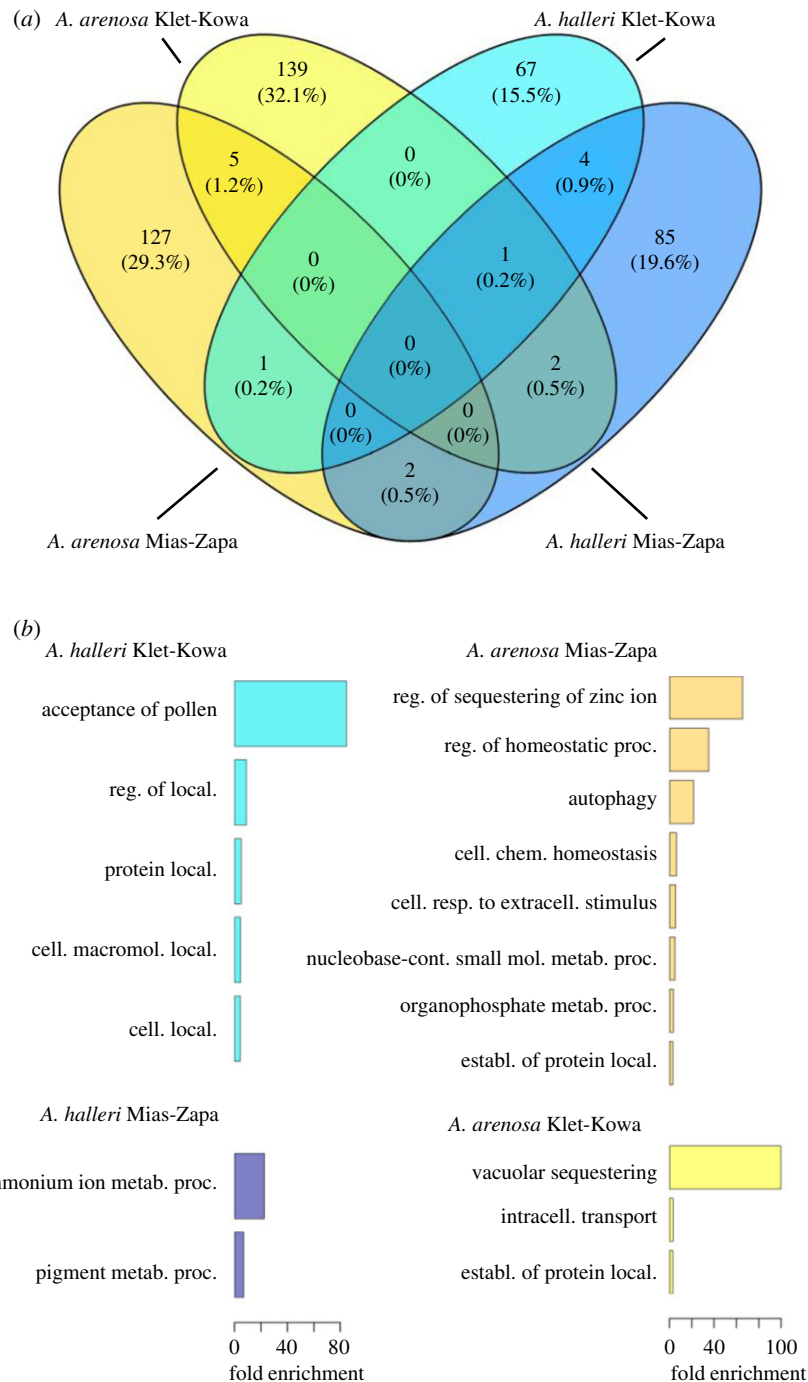 (a)
A. arenosa Klet-Kowa
A. halleri Klet-Kowa
139
(32.1%)
67
(15.5%)
5
(1.2%)
0
(0%)
4
(0.9%)
127
(29.3%)
0
(0%)
1
(0.2%)
85
(19.6%)
1
(0.2%)
0
(0%)
2
(0.5%)
0
(0%)
0
(0%)
2
(0.5%)
A. arenosa Mias-Zapa
A. halleri Mias-Zapa
(b)
A. halleri Klet-Kowa
acceptance of pollen
reg. of local.
protein local.
cell. macromol. local.
cell. local.
A. arenosa Mias-Zapa
reg. of sequestering of zinc ion
reg. of homeostatic proc.
autophagy
cell. chem. homeostasis
cell. resp. to extracell. stimulus
nucleobase-cont. small mol. metab. proc.
organophosphate metab. proc.
establ. of protein local.
A. halleri Mias-Zapa
ion metab. proc.
pigment metab. proc.
0 40 80
fold enrichment
A. arenosa Klet-Kowa
vacuolar sequestering
intracell. transport
establ. of protein local.
0 40 100
fold enrichment